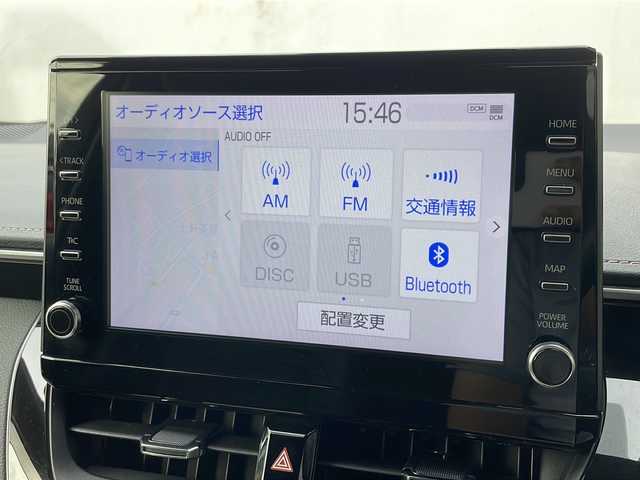 オーディオソース選択
15:46
DCM
DCM
オーディオ選択
AUDIO OFF
AM
FM
交通情報
DISC
USB
Bluetooth
配置変更
TRACK
PHONE
TUNE
SCROLL
HOME
MENU
AUDIO
MAP
POWER
VOLUME